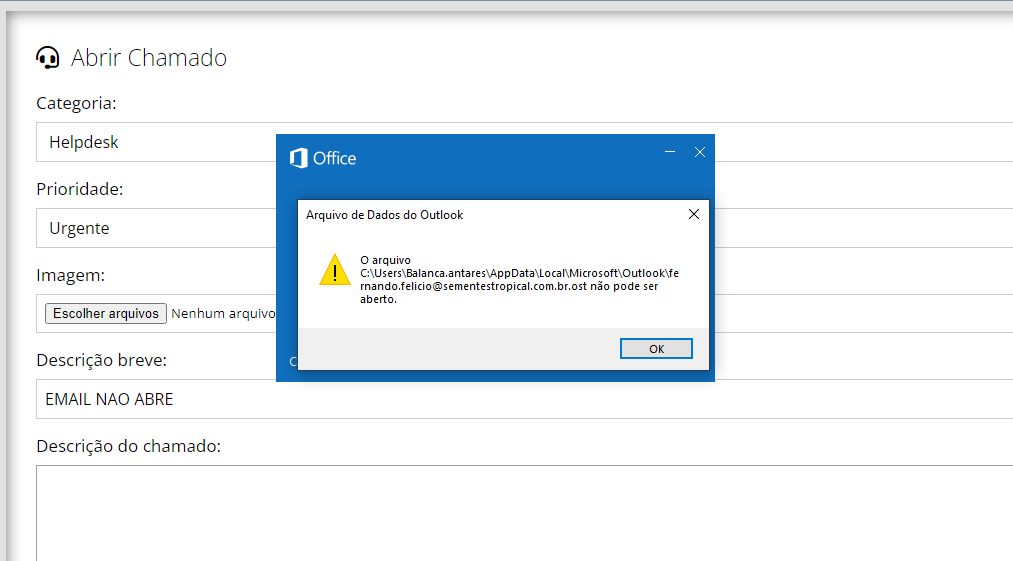 Abrir Chamado
Categoria:
Helpdesk
Prioridade:
Urgente
Imagem:
Escolher arquivos Nenhum arquivo
Descrição breve:
EMAIL NAO ABRE
Descrição do chamado:
Office
Arquivo de Dados do Outlook
O arquivo
C:\Users\Balanca.antares\AppData\Local\Microsoft\Outlook\fe
rnando.felicio@sementestropical.com.br.ost não pode ser
aberto.
OK